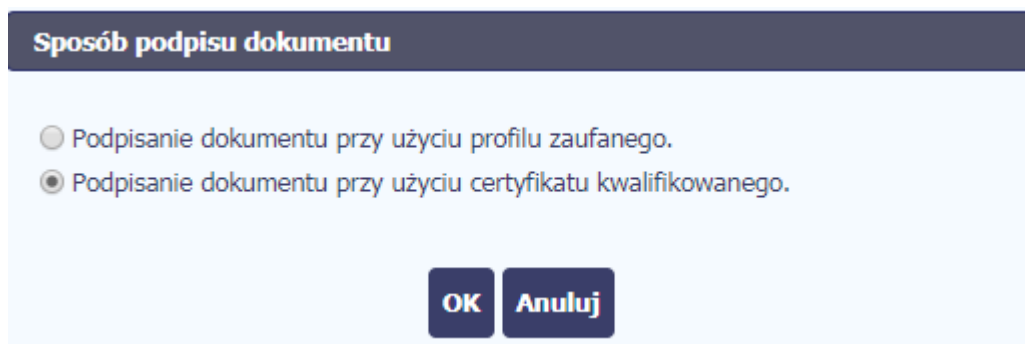 Sposób podpisu dokumentu
Podpisanie dokumentu przy użyciu profilu zaufanego.
Podpisanie dokumentu przy użyciu certyfikatu kwalifikowanego.
OK Anuluj